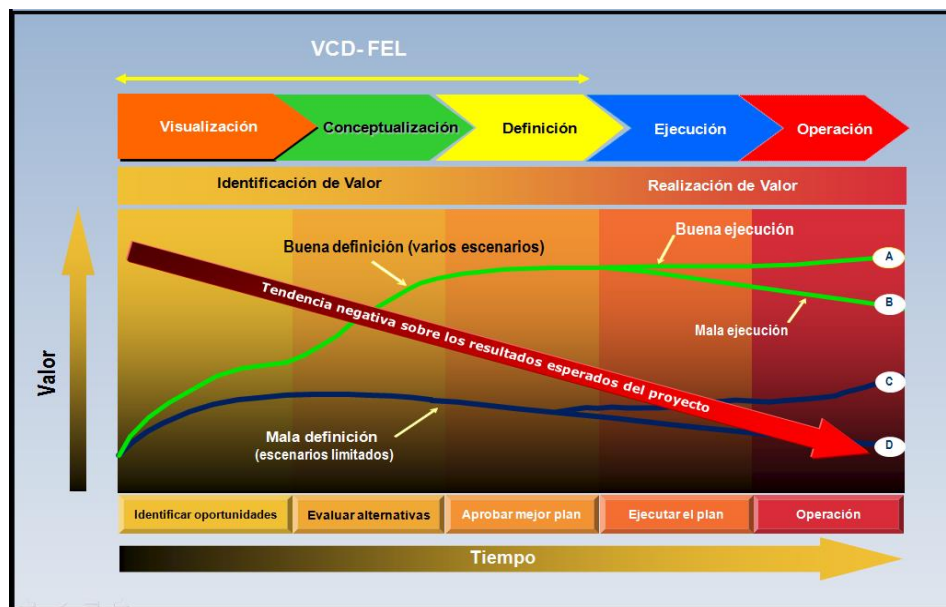 VCD- FEL
Visualización
Conceptualización
Definición
Ejecución
Operación
Identificación de Valor
Realización de Valor
Valor
Buena definición (varios escenarios)
Buena ejecución
A
Tendencia negativa sobre los resultados esperados del proyecto
B
Mala ejecución
C
Mala definición
(escenarios limitados)
D
Identificar oportunidades
Evaluar alternativas
Aprobar mejor plan
Ejecutar el plan
Operación
Tiempo